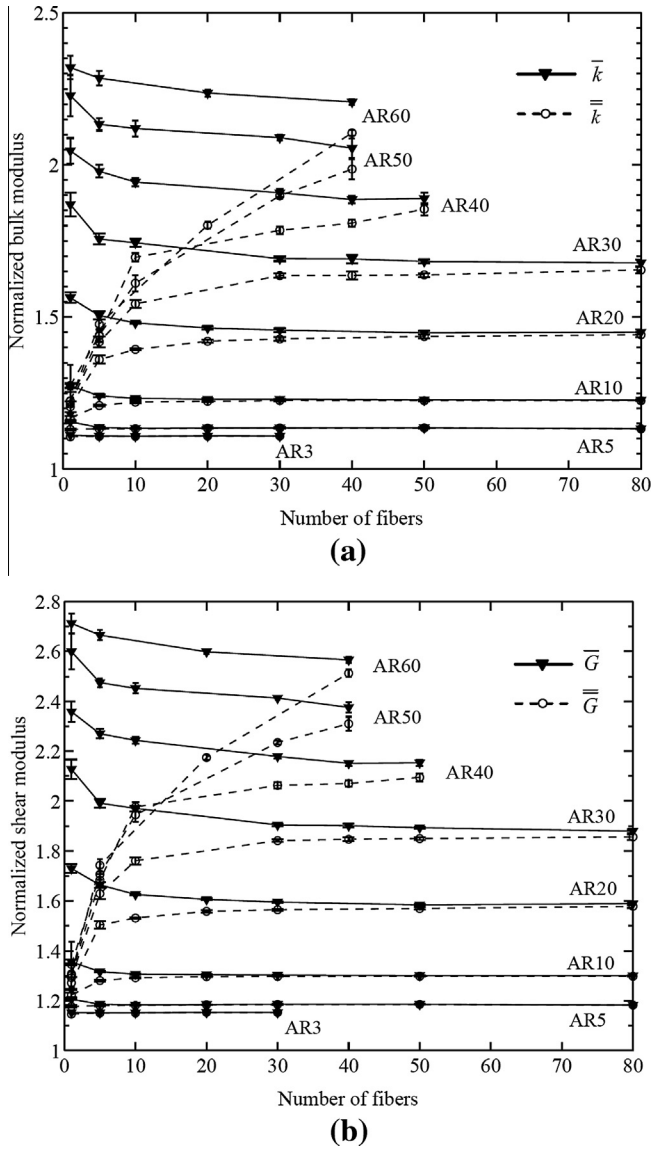 2.5
2
1.5
1
Normalized bulk modulus
k̅
k̿
AR60
AR50
AR40
AR30
AR20
AR10
AR5
AR3
0 10 20 30 40 50 60 70 80
Number of fibers
(a)
2.8
2.6
2.4
2.2
2
1.8
1.6
1.4
1.2
1
Normalized shear modulus
G̅
G̿
AR60
AR50
AR40
AR30
AR20
AR10
AR5
AR3
0 10 20 30 40 50 60 70 80
Number of fibers
(b)